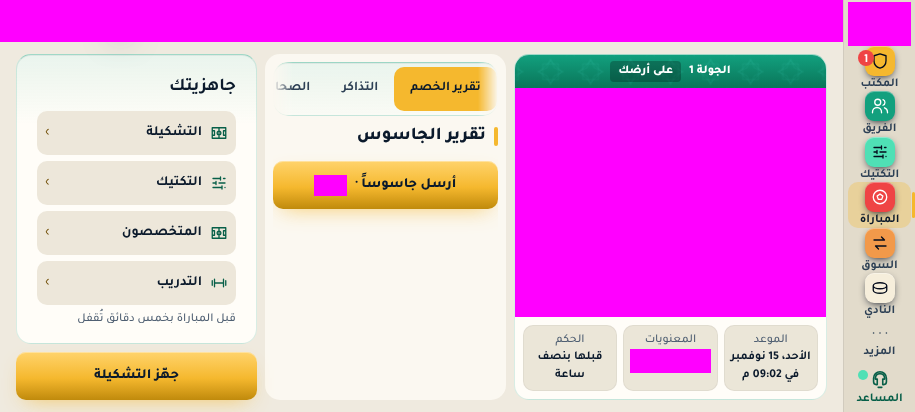 1
المكتب
الفريق
التكتيك
المباراة
السوق
النادي
...
المزيد
المساعد
الجولة 1
على أرضك
الموعد
الأحد، 15 نوفمبر
في 09:02 م
المعنويات
الحكم
قبلها بنصف
ساعة
تقرير الخصم
التذاكر
الصحا
تقرير الجاسوس
أرسل جاسوساً ·
جاهزيتك
التشكيلة
التكتيك
المتخصصون
التدريب
قبل المباراة بخمس دقائق تُقفل
جهّز التشكيلة